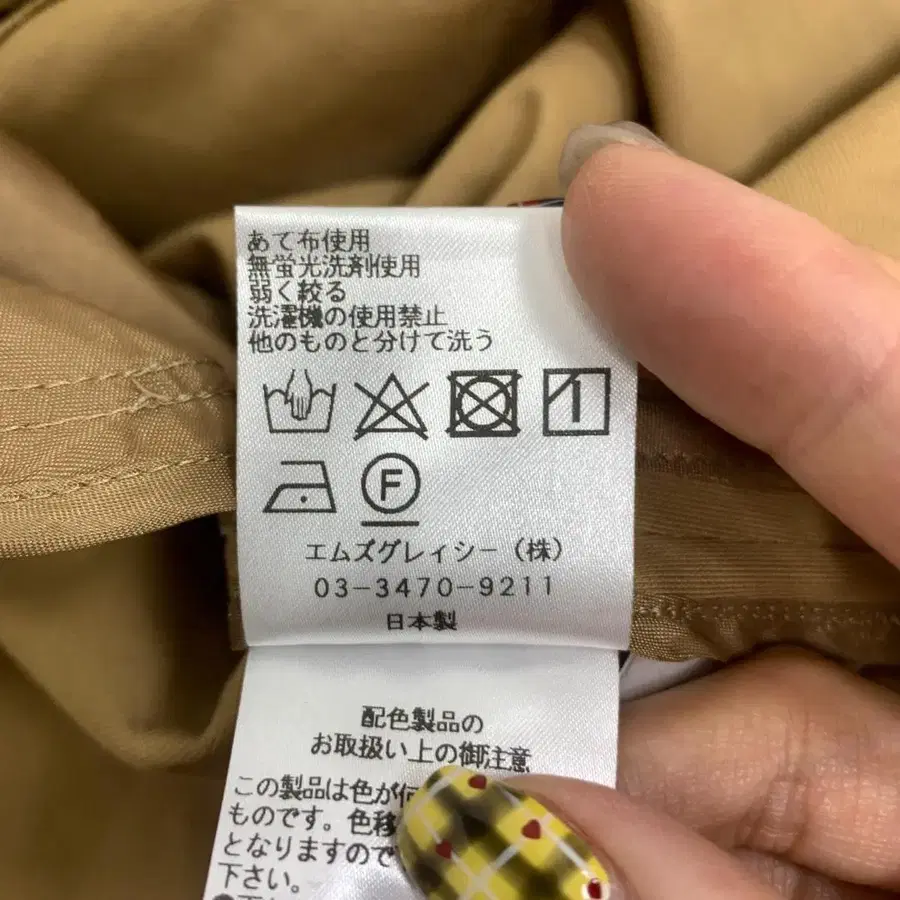 あて布使用
無蛍光洗剤使用
弱く絞る
洗濯機の使用禁止
他のものと分けて洗う
F
エムズグレイシー（株）
03-3470-9211
日本製
配色製品の
お取扱い上の御注意
この製品は色が
ものです。色移
となりますので
下さい。